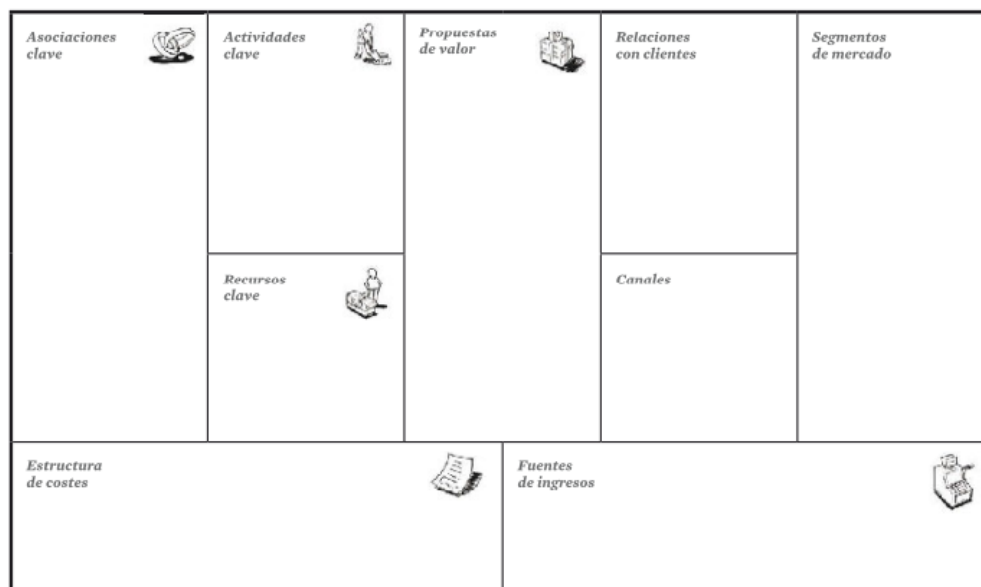 Asociaciones
clave
Actividades
clave
Propuestas
de valor
Relaciones
con clientes
Segmentos
de mercado
Recursos
clave
Canales
Estructura
de costes
Fuentes
de ingresos